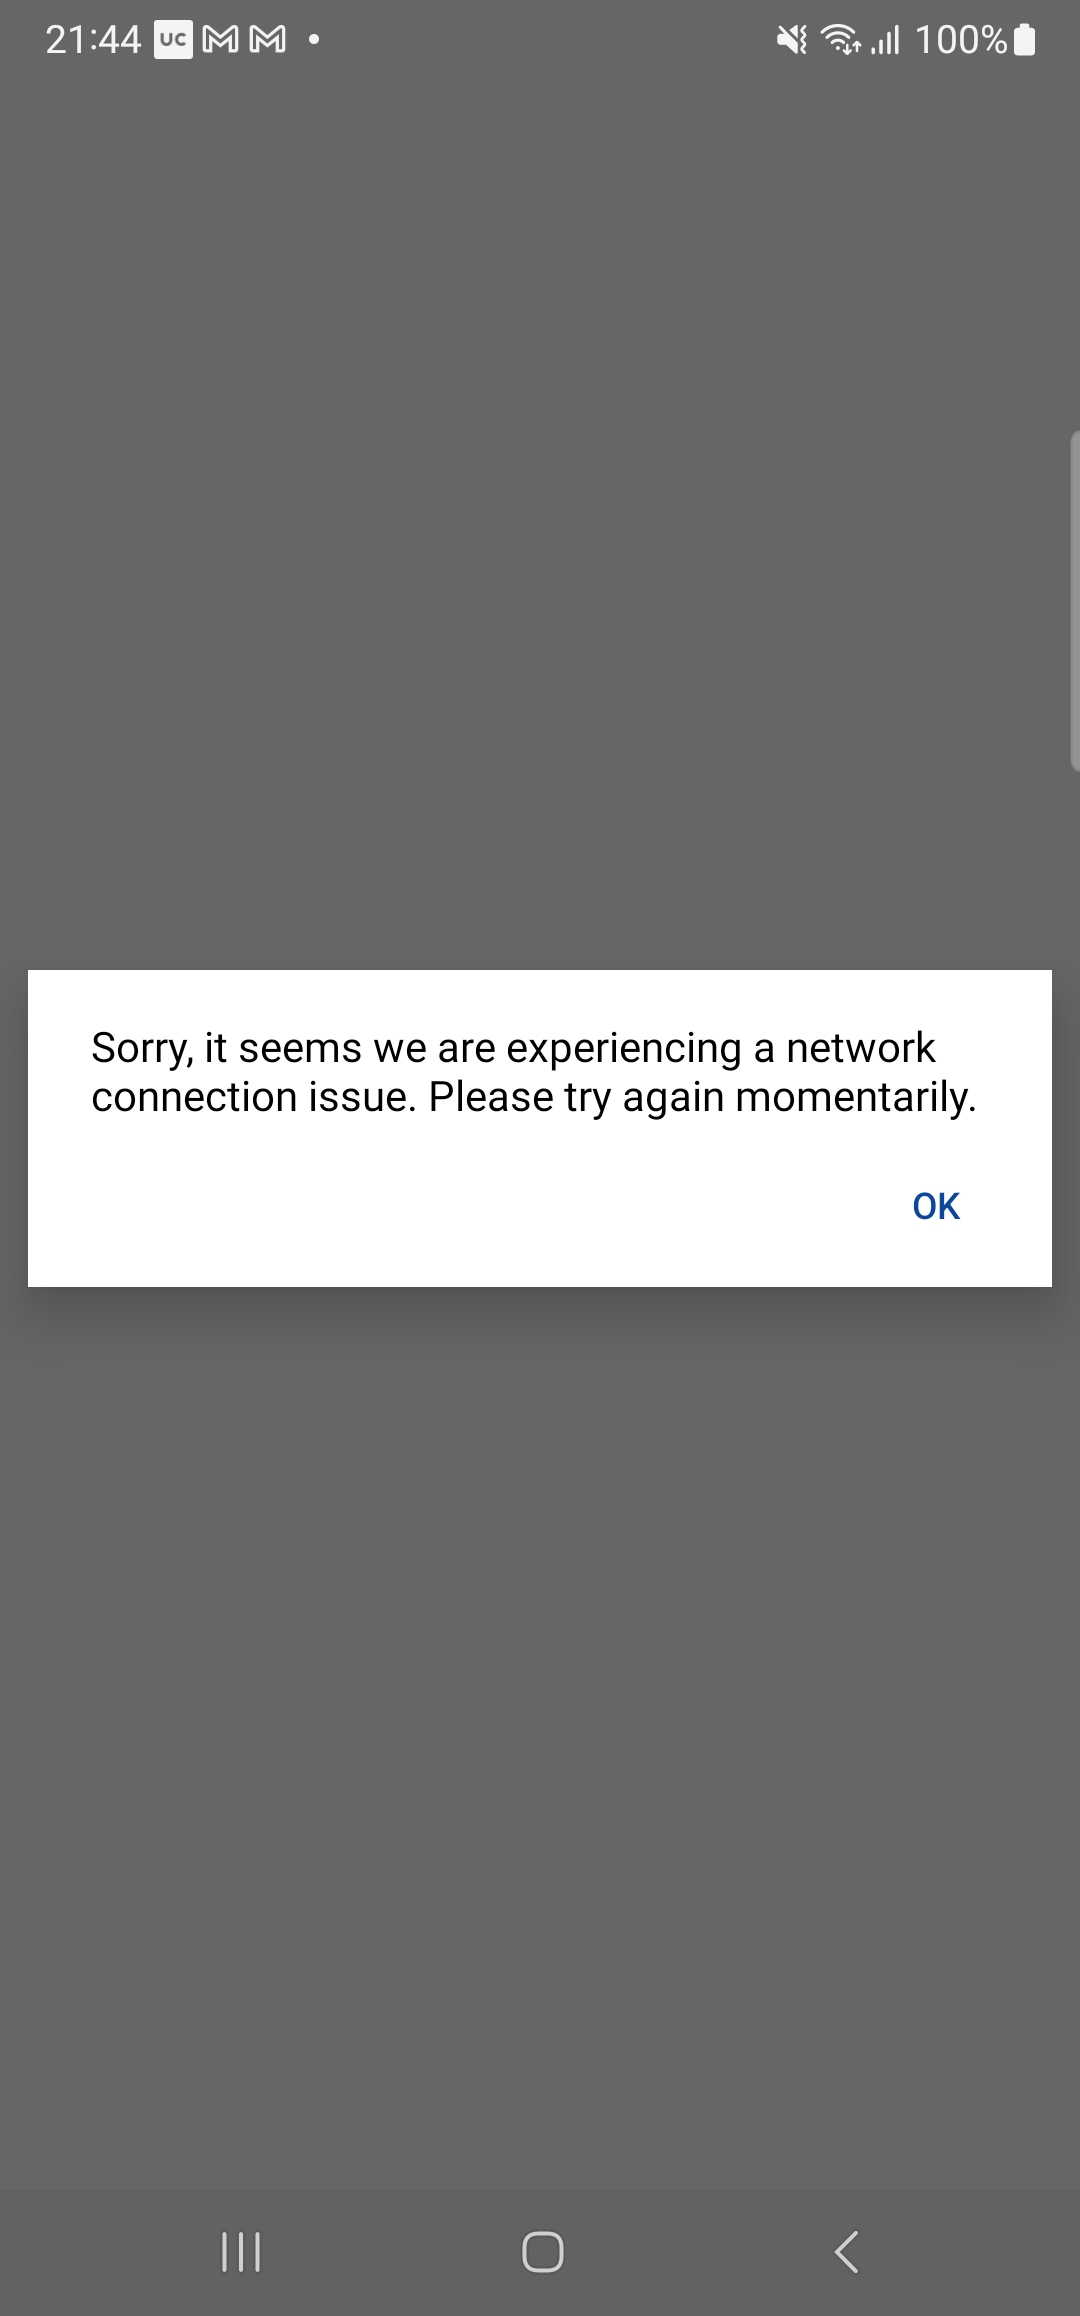 21:44 UC 100%
Sorry, it seems we are experiencing a network
connection issue. Please try again momentarily.
OK